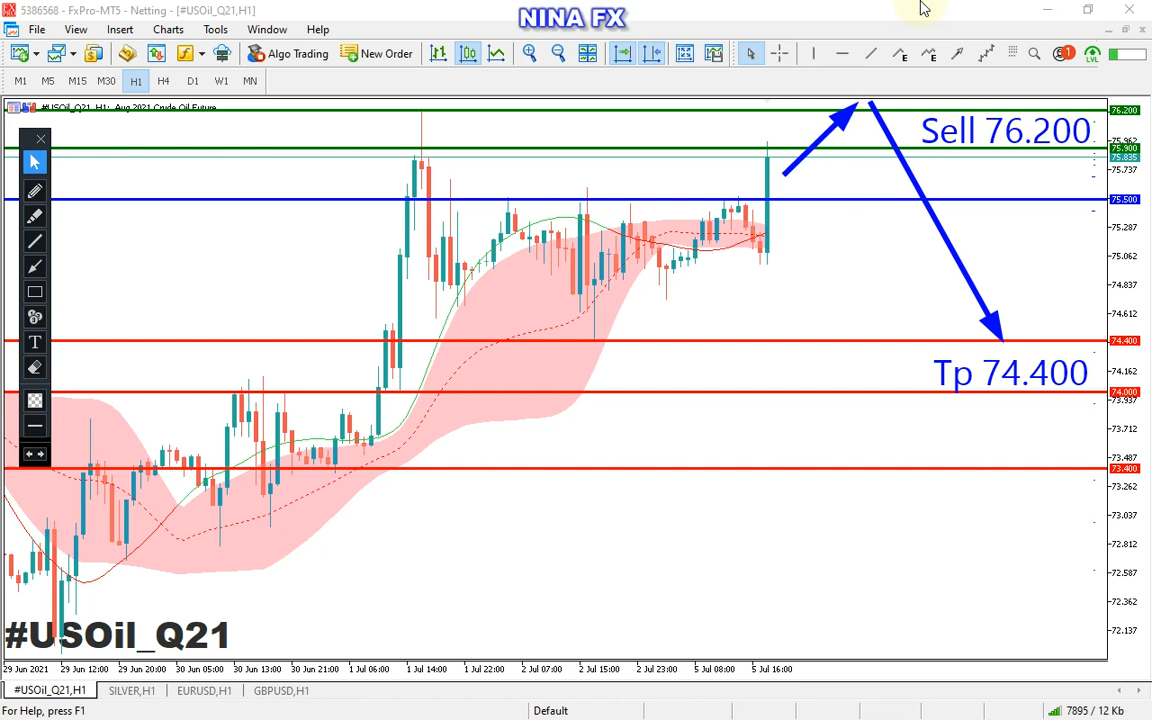 5386568 - FxPro-MT5 - Netting - [#USOil_Q21,H1]
NINA FX
File View Insert Charts Tools Window Help
Algo Trading New Order
M1 M5 M15 M30 H1 H4 D1 W1 MN
#USOil_Q21, H1: Aug 2021 Crude Oil Future
76.200
Sell 76.200
75.962
75.900
75.835
75.737
75.500
75.287
75.062
74.837
74.612
74.400
Tp 74.400
74.162
74.000
73.937
73.712
73.487
73.400
73.262
73.037
72.812
72.587
72.362
72.137
#USOil_Q21
29 Jun 2021 29 Jun 12:00 29 Jun 20:00 30 Jun 05:00 30 Jun 13:00 30 Jun 21:00 1 Jul 06:00 1 Jul 14:00 1 Jul 22:00 2 Jul 07:00 2 Jul 15:00 2 Jul 23:00 5 Jul 08:00 5 Jul 16:00
#USOil_Q21,H1 SILVER,H1 EURUSD,H1 GBPUSD,H1
For Help, press F1 Default 7895 / 12 Kb